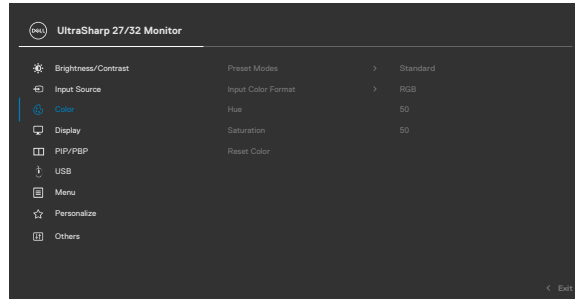 DELL UltraSharp 27/32 Monitor
Brightness/Contrast Preset Modes > Standard
Input Source Input Color Format > RGB
Color Hue 50
Display Saturation 50
PIP/PBP Reset Color
USB
Menu
Personalize
Others
< Exit